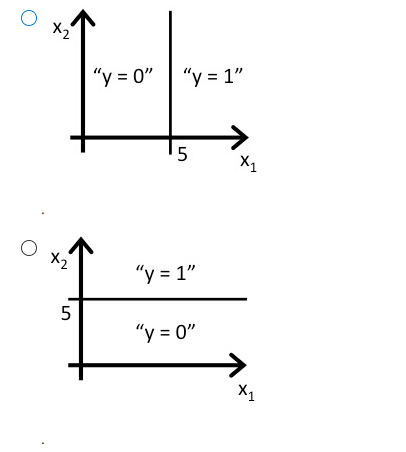 x2
“y = 0” “y = 1”
5
x1
.
x2
“y = 1”
5
“y = 0”
x1
.